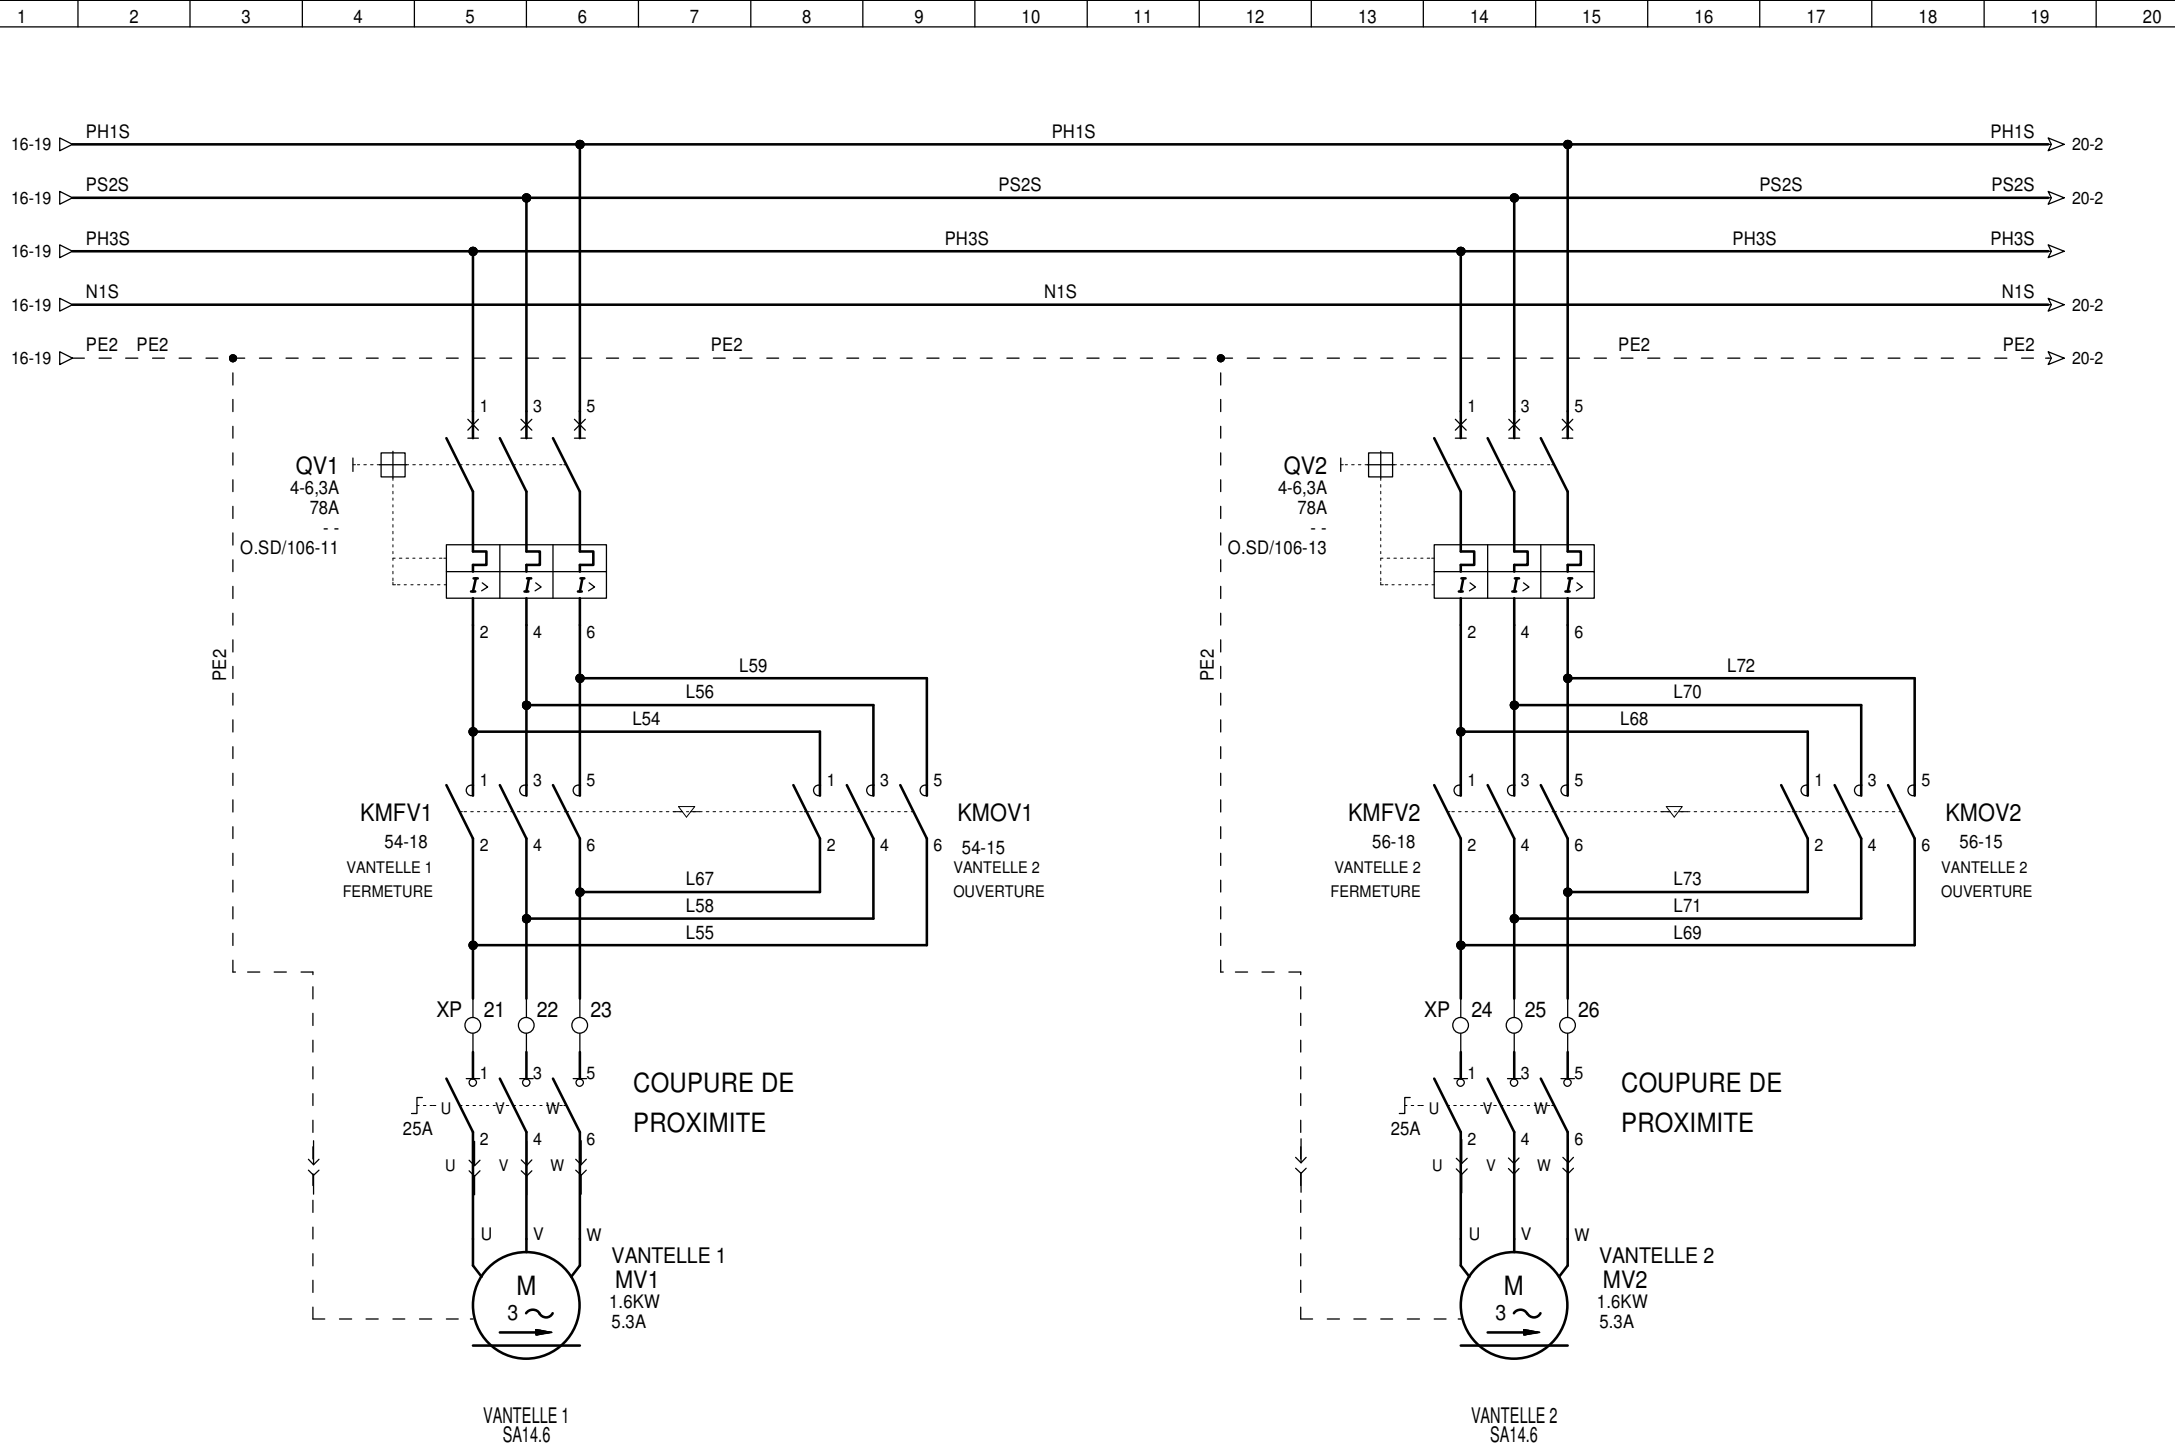 1 2 3 4 5 6 7 8 9 10 11 12 13 14 15 16 17 18 19 20
16-19 PH1S PH1S PH1S 20-2
16-19 PS2S PS2S PS2S PS2S 20-2
16-19 PH3S PH3S PH3S PH3S
16-19 N1S N1S N1S 20-2
16-19 PE2 PE2 PE2 PE2 PE2 20-2
1 3 5
QV1
4-6,3A
78A
- -
O.SD/106-11
I> I> I>
2 4 6
PE2
L59
L56
L54
1 3 5 1 3 5
KMFV1
54-18
VANTELLE 1
FERMETURE
KMOV1
54-15
VANTELLE 2
OUVERTURE
2 4 6 2 4 6
L67
L58
L55
XP 21 22 23
1 3 5
COUPURE DE
PROXIMITE
U V W
25A
2 4 6
U V W
U V W
VANTELLE 1
MV1
1.6KW
5.3A
M
3
VANTELLE 1
SA14.6
1 3 5
QV2
4-6,3A
78A
- -
O.SD/106-13
I> I> I>
2 4 6
PE2
L72
L70
L68
1 3 5 1 3 5
KMFV2
56-18
VANTELLE 2
FERMETURE
KMOV2
56-15
VANTELLE 2
OUVERTURE
2 4 6 2 4 6
L73
L71
L69
XP 24 25 26
1 3 5
COUPURE DE
PROXIMITE
U V W
25A
2 4 6
U V W
U V W
VANTELLE 2
MV2
1.6KW
5.3A
M
3
VANTELLE 2
SA14.6